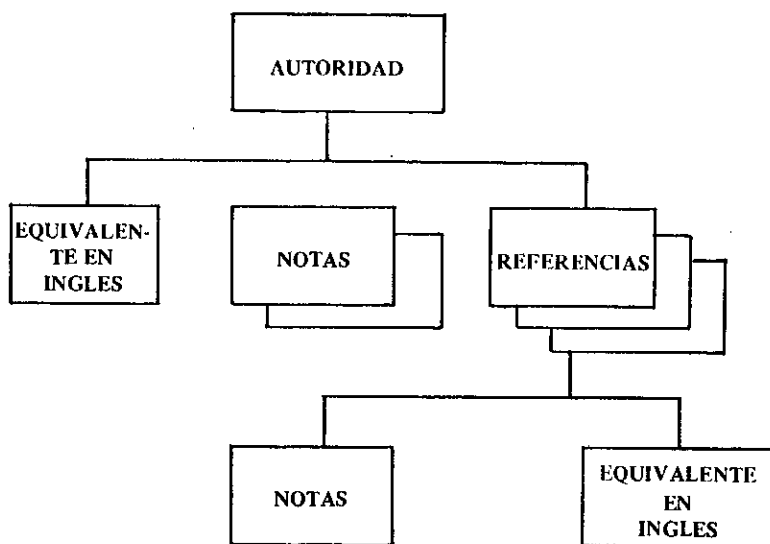 AUTORIDAD
EQUIVALEN-
TE EN
INGLES
NOTAS
REFERENCIAS
NOTAS
EQUIVALENTE
EN
INGLES